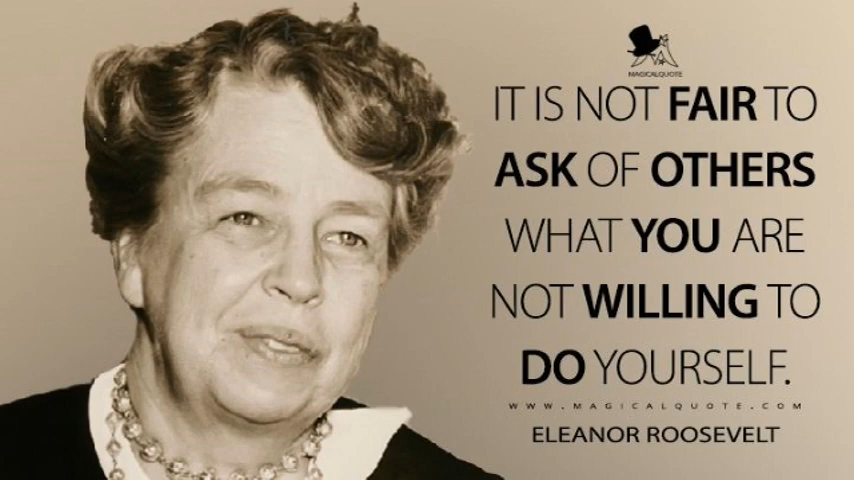 MAGICALQUOTE
IT IS NOT FAIR TO
ASK OF OTHERS
WHAT YOU ARE
NOT WILLING TO
DO YOURSELF.
WWW.MAGICALQUOTE.COM
ELEANOR ROOSEVELT